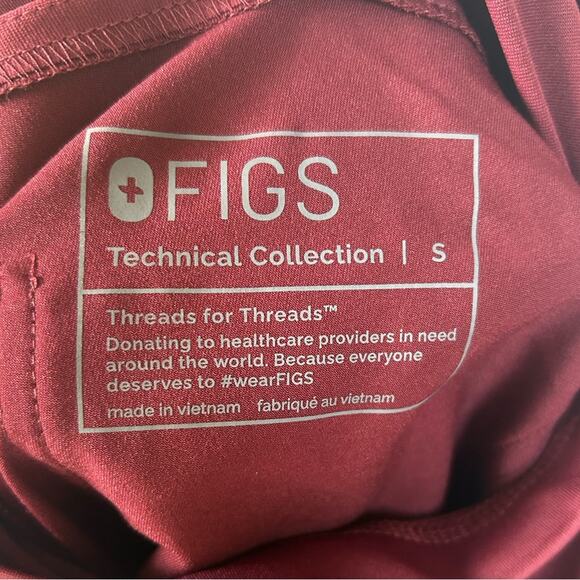 FIGS
Technical Collection | S
Threads for Threads™
Donating to healthcare providers in need
around the world. Because everyone
deserves to #wearFIGS
made in vietnam fabriqué au vietnam